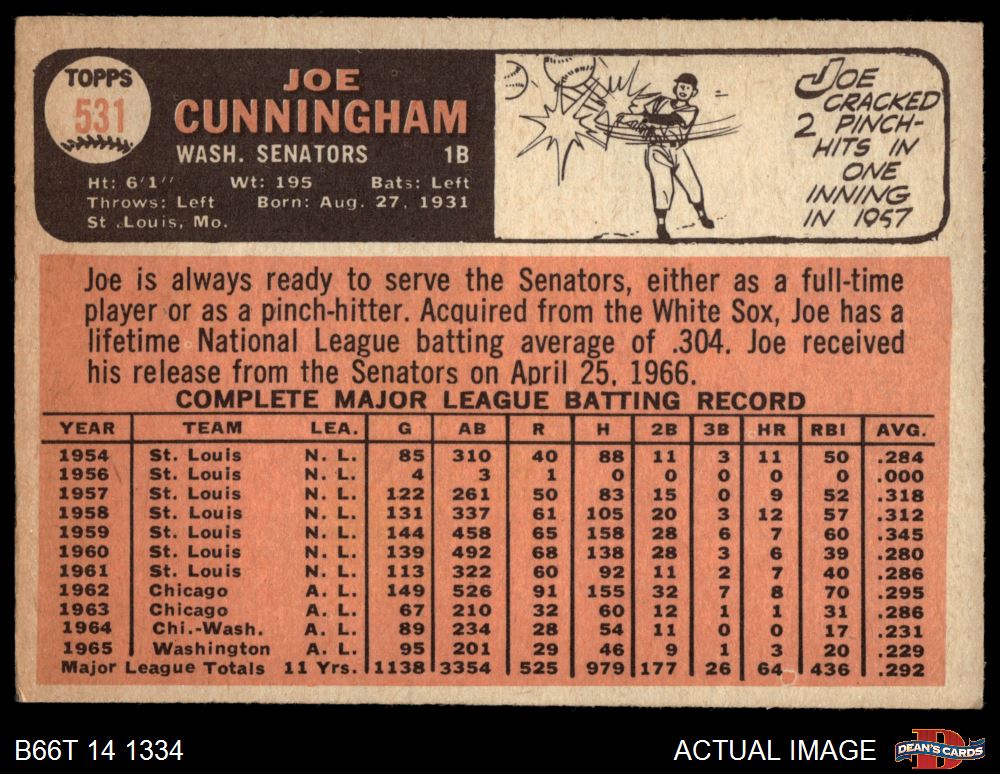 TOPPS
531
JOE
CUNNINGHAM
WASH. SENATORS 1B
Ht: 6'1" Wt: 195 Bats: Left
Throws: Left Born: Aug. 27, 1931
St. Louis, Mo.
JOE
CRACKED
2 PINCH-
HITS IN
ONE
INNING
IN 1957
Joe is always ready to serve the Senators, either as a full-time
player or as a pinch-hitter. Acquired from the White Sox, Joe has a
lifetime National League batting average of .304. Joe received
his release from the Senators on April 25, 1966.
COMPLETE MAJOR LEAGUE BATTING RECORD
YEAR TEAM LEA. G AB R H 2B 3B HR RBI AVG.
1954 St. Louis N. L. 85 310 40 88 11 3 11 50 .284
1956 St. Louis N. L. 4 3 1 0 0 0 0 0 .000
1957 St. Louis N. L. 122 261 50 83 15 0 9 52 .318
1958 St. Louis N. L. 131 337 61 105 20 3 12 57 .312
1959 St. Louis N. L. 144 458 65 158 28 6 7 60 .345
1960 St. Louis N. L. 139 492 68 138 28 3 6 39 .280
1961 St. Louis N. L. 113 322 60 92 11 2 7 40 .286
1962 Chicago A. L. 149 526 91 155 32 7 8 70 .295
1963 Chicago A. L. 67 210 32 60 12 1 1 31 .286
1964 Chi.-Wash. A. L. 89 234 28 54 11 0 0 17 .231
1965 Washington A. L. 95 201 29 46 9 1 3 20 .229
Major League Totals 11 Yrs. 1138 3354 525 979 177 26 64 436 .292
B66T 14 1334
ACTUAL IMAGE
DEAN'S CARDS